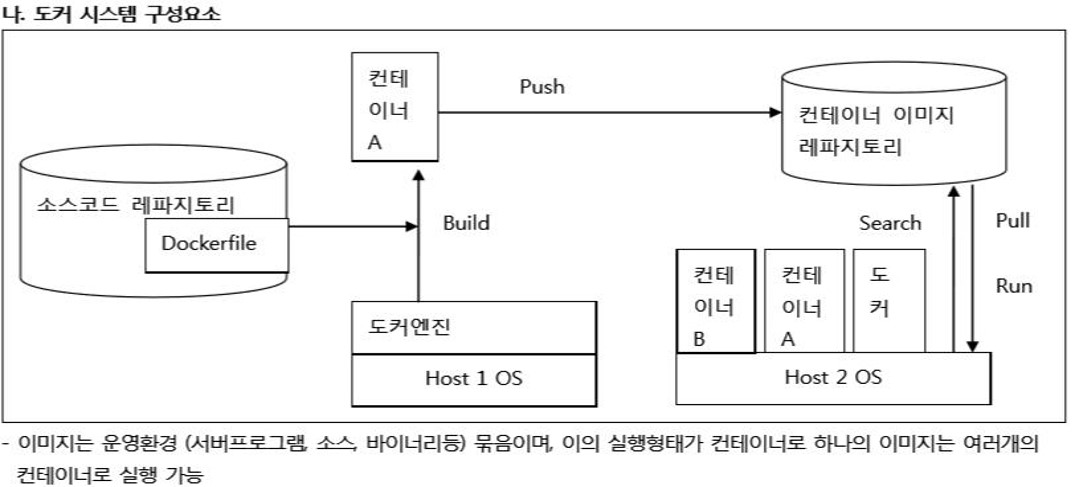 나. 도커 시스템 구성요소
컨테
이너
A
Push
컨테이너 이미지
레파지토리
소스코드 레파지토리
Dockerfile
Build
Search
Pull
Run
컨테
이너
B
컨테
이너
A
도
커
도커엔진
Host 1 OS
Host 2 OS
- 이미지는 운영환경 (서버프로그램, 소스, 바이너리등) 묶음이며, 이의 실행형태가 컨테이너로 하나의 이미지는 여러개의
컨테이너로 실행 가능